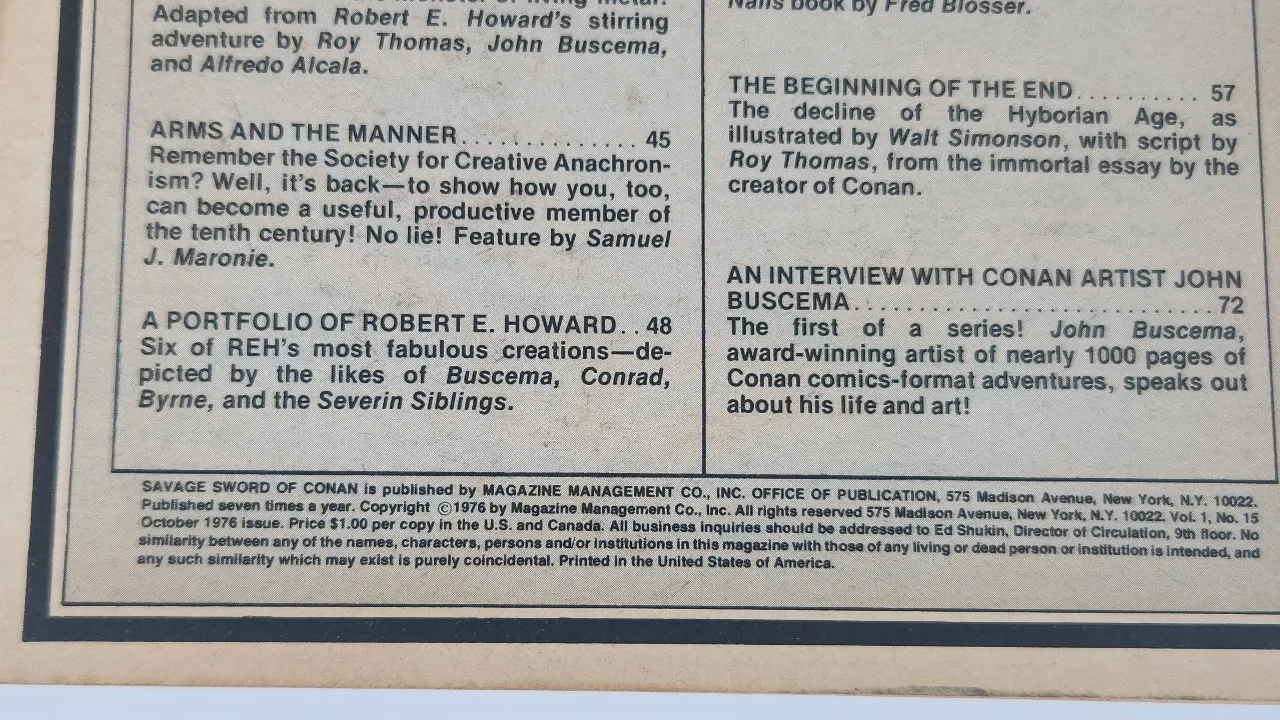 Adapted from Robert E. Howard's stirring
adventure by Roy Thomas, John Buscema,
and Alfredo Alcala.
ARMS AND THE MANNER.............. 45
Remember the Society for Creative Anachron-
ism? Well, it's back—to show how you, too,
can become a useful, productive member of
the tenth century! No lie! Feature by Samuel
J. Maronie.
A PORTFOLIO OF ROBERT E. HOWARD. . 48
Six of REH's most fabulous creations—de-
picted by the likes of Buscema, Conrad,
Byrne, and the Severin Siblings.
Nails book by Fred Blosser.
THE BEGINNING OF THE END.......... 57
The decline of the Hyborian Age, as
illustrated by Walt Simonson, with script by
Roy Thomas, from the immortal essay by the
creator of Conan.
AN INTERVIEW WITH CONAN ARTIST JOHN
BUSCEMA............................. 72
The first of a series! John Buscema,
award-winning artist of nearly 1000 pages of
Conan comics-format adventures, speaks out
about his life and art!
SAVAGE SWORD OF CONAN is published by MAGAZINE MANAGEMENT CO., INC. OFFICE OF PUBLICATION, 575 Madison Avenue, New York, N.Y. 10022.
Published seven times a year. Copyright ©1976 by Magazine Management Co., Inc. All rights reserved 575 Madison Avenue, New York, N.Y. 10022. Vol. 1, No. 15
October 1976 issue. Price $1.00 per copy in the U.S. and Canada. All business inquiries should be addressed to Ed Shukin, Director of Circulation, 9th floor. No
similarity between any of the names, characters, persons and/or institutions in this magazine with those of any living or dead person or institution is intended, and
any such similarity which may exist is purely coincidental. Printed in the United States of America.